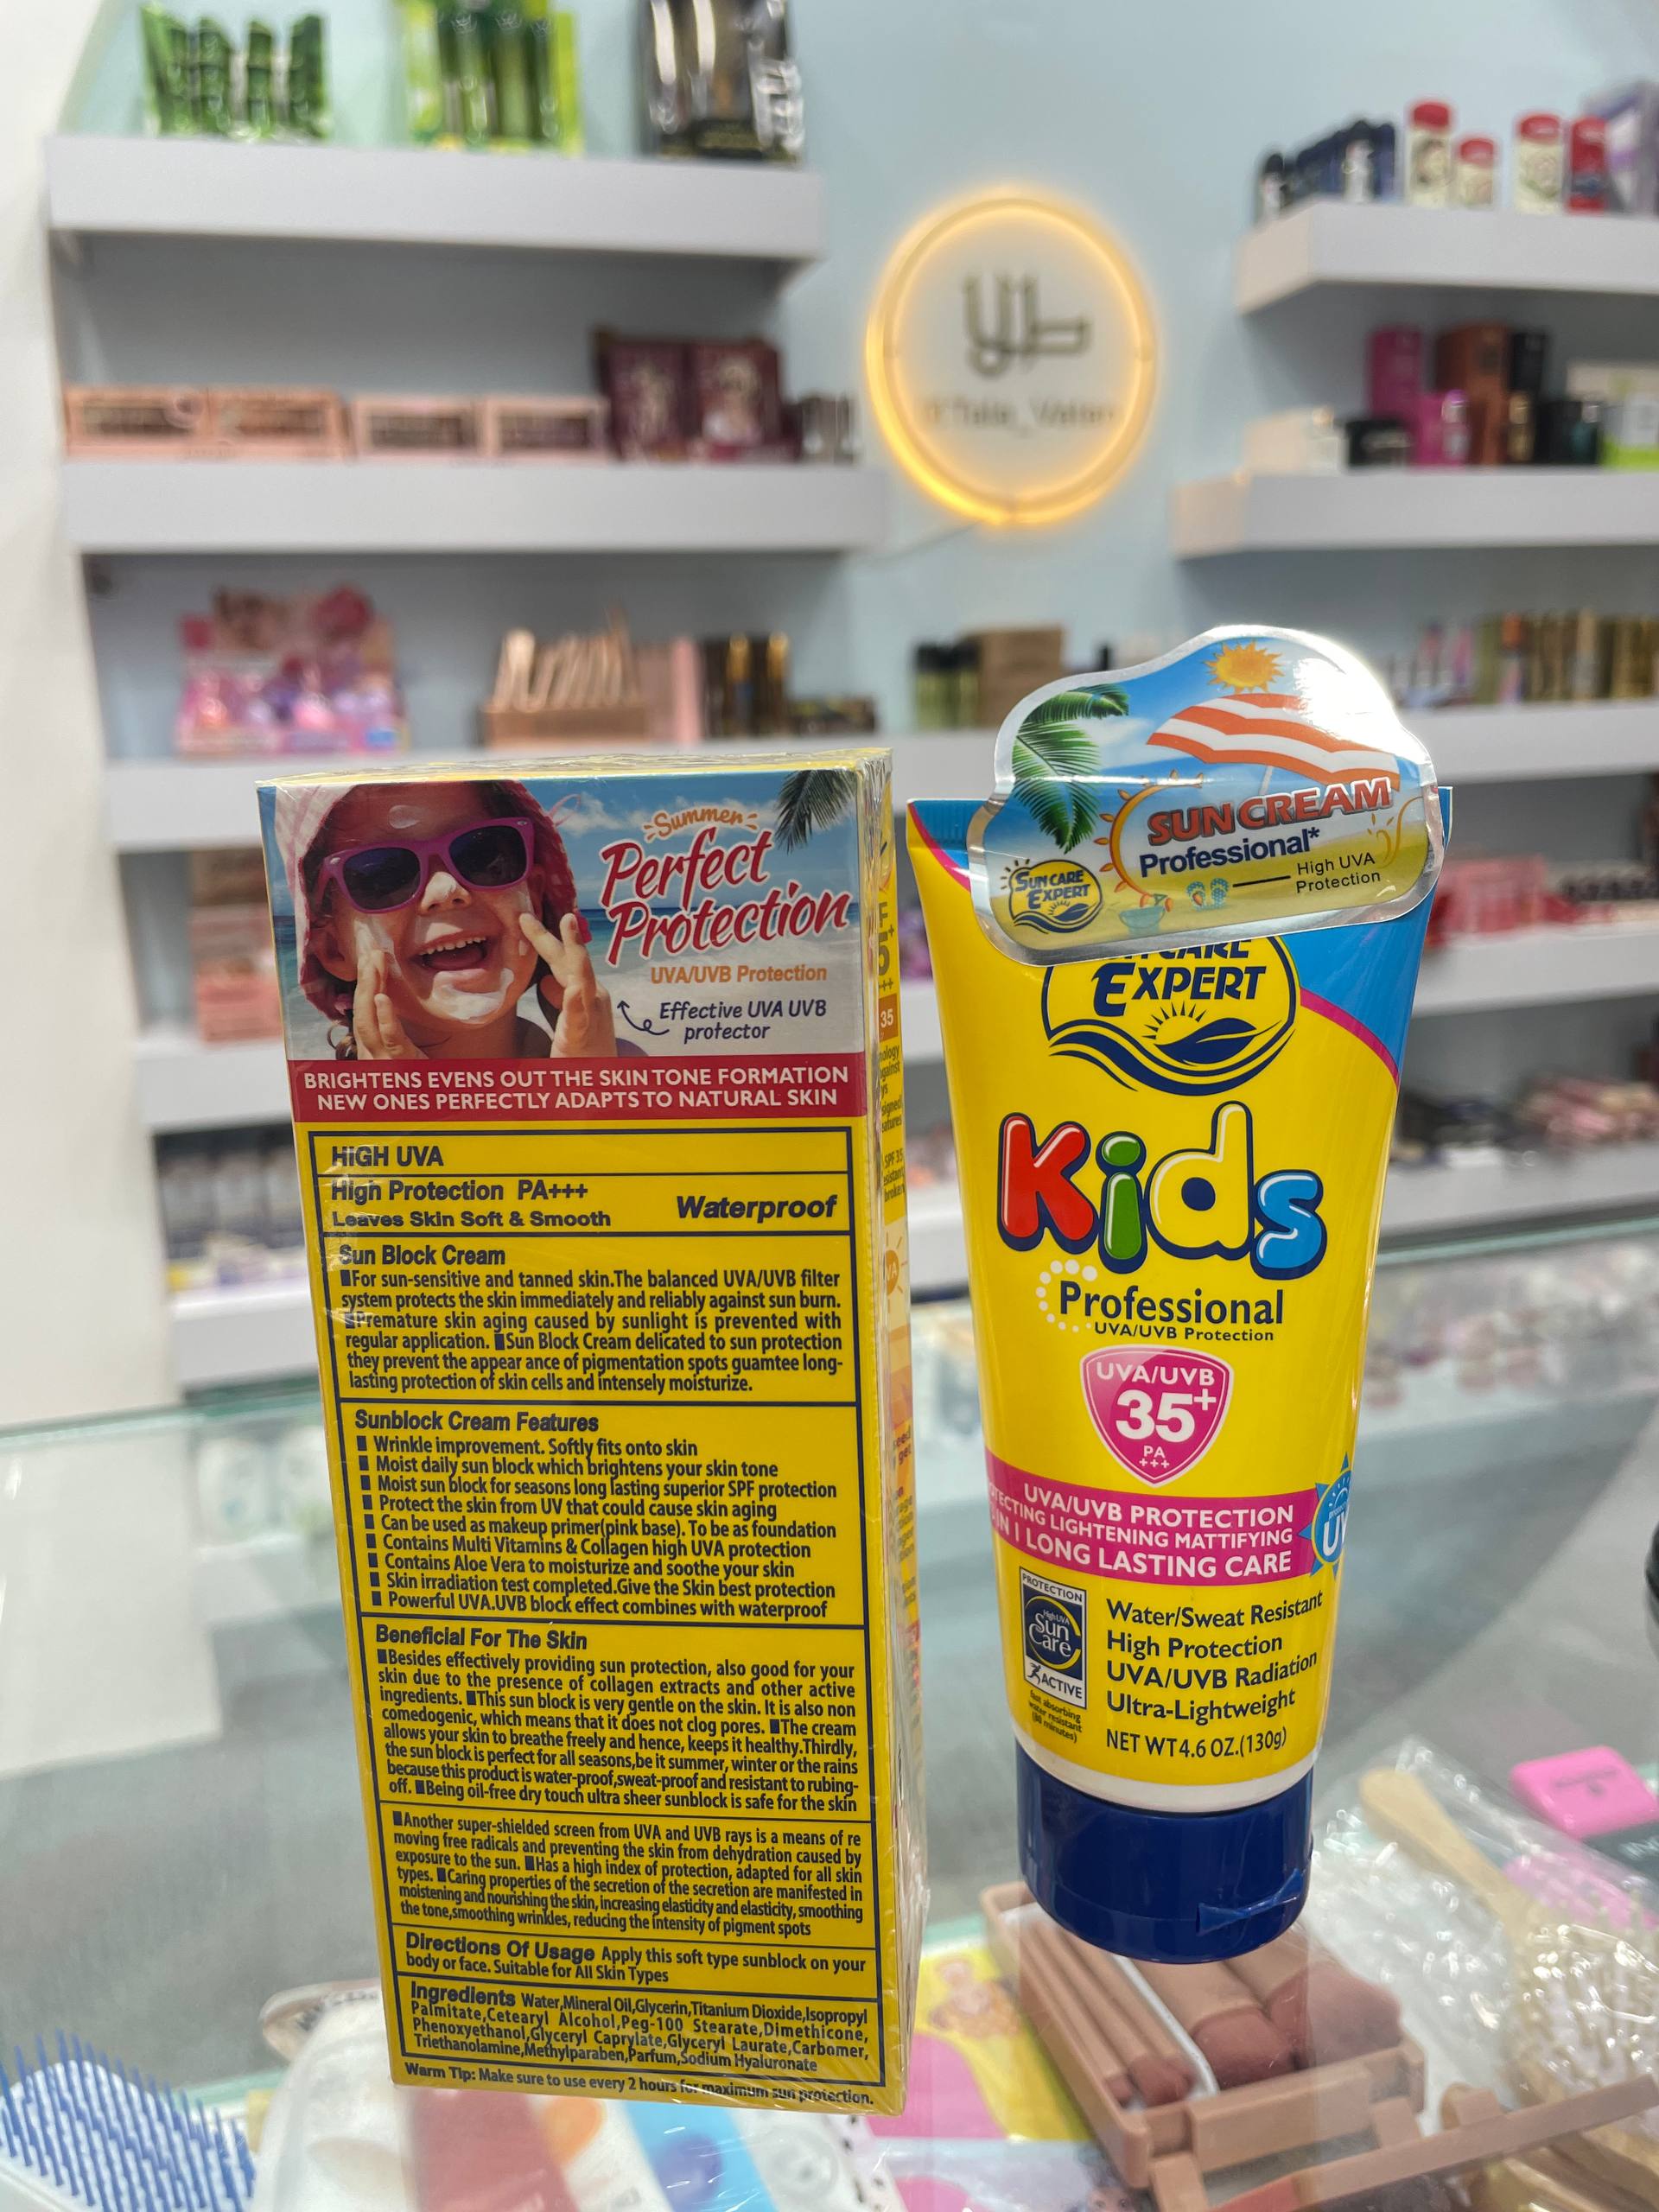 طلا
Summer
Perfect
Protection
UVA/UVB Protection
Effective UVA UVB
protector
BRIGHTENS EVENS OUT THE SKIN TONE FORMATION
NEW ONES PERFECTLY ADAPTS TO NATURAL SKIN
HiGH UVA
High Protection PA+++
Leaves Skin Soft & Smooth
Waterproof
Sun Block Cream
■For sun-sensitive and tanned skin.The balanced UVA/UVB filter
system protects the skin immediately and reliably against sun burn.
■Premature skin aging caused by sunlight is prevented with
regular application. ■Sun Block Cream delicated to sun protection
they prevent the appear ance of pigmentation spots guamtee long-
lasting protection of skin cells and intensely moisturize.
Sunblock Cream Features
■ Wrinkle improvement. Softly fits onto skin
■ Moist daily sun block which brightens your skin tone
■ Moist sun block for seasons long lasting superior SPF protection
■ Protect the skin from UV that could cause skin aging
■ Can be used as makeup primer(pink base). To be as foundation
■ Contains Multi Vitamins & Collagen high UVA protection
■ Contains Aloe Vera to moisturize and soothe your skin
■ Skin irradiation test completed.Give the Skin best protection
■ Powerful UVA.UVB block effect combines with waterproof
Beneficial For The Skin
■Besides effectively providing sun protection, also good for your
skin due to the presence of collagen extracts and other active
ingredients. ■This sun block is very gentle on the skin. It is also non
comedogenic, which means that it does not clog pores. ■The cream
allows your skin to breathe freely and hence, keeps it healthy.Thirdly,
the sun block is perfect for all seasons,be it summer, winter or the rains
because this product is water-proof,sweat-proof and resistant to rubing-
off. ■Being oil-free dry touch ultra sheer sunblock is safe for the skin
■Another super-shielded screen from UVA and UVB rays is a means of re
moving free radicals and preventing the skin from dehydration caused by
exposure to the sun. ■Has a high index of protection, adapted for all skin
types. ■Caring properties of the secretion of the secretion are manifested in
moistening and nourishing the skin, increasing elasticity and elasticity, smoothing
the tone,smoothing wrinkles, reducing the intensity of pigment spots
Directions Of Usage Apply this soft type sunblock on your
body or face. Suitable for All Skin Types
Ingredients Water,Mineral Oil,Glycerin,Titanium Dioxide,Isopropyl
Palmitate,Cetearyl Alcohol,Peg-100 Stearate,Dimethicone,
Phenoxyethanol,Glyceryl Caprylate,Glyceryl Laurate,Carbomer,
Triethanolamine,Methylparaben,Parfum,Sodium Hyaluronate
Warm Tip: Make sure to use every 2 hours for maximum sun protection.
35
SPF 35
SUN CREAM
Professional*
High UVA
Protection
SUN CARE
EXPERT
CARE
EXPERT
Kids
Professional
UVA/UVB Protection
UVA/UVB
35+
PA
+++
UVA/UVB PROTECTION
LIGHTENING MATTIFYING
IN 1 LONG LASTING CARE
UV
PROTECTION
High UVA
Sun
Care
ACTIVE
fast absorbing
water resistant
(80 minutes)
Water/Sweat Resistant
High Protection
UVA/UVB Radiation
Ultra-Lightweight
NET WT 4.6 OZ.(130g)